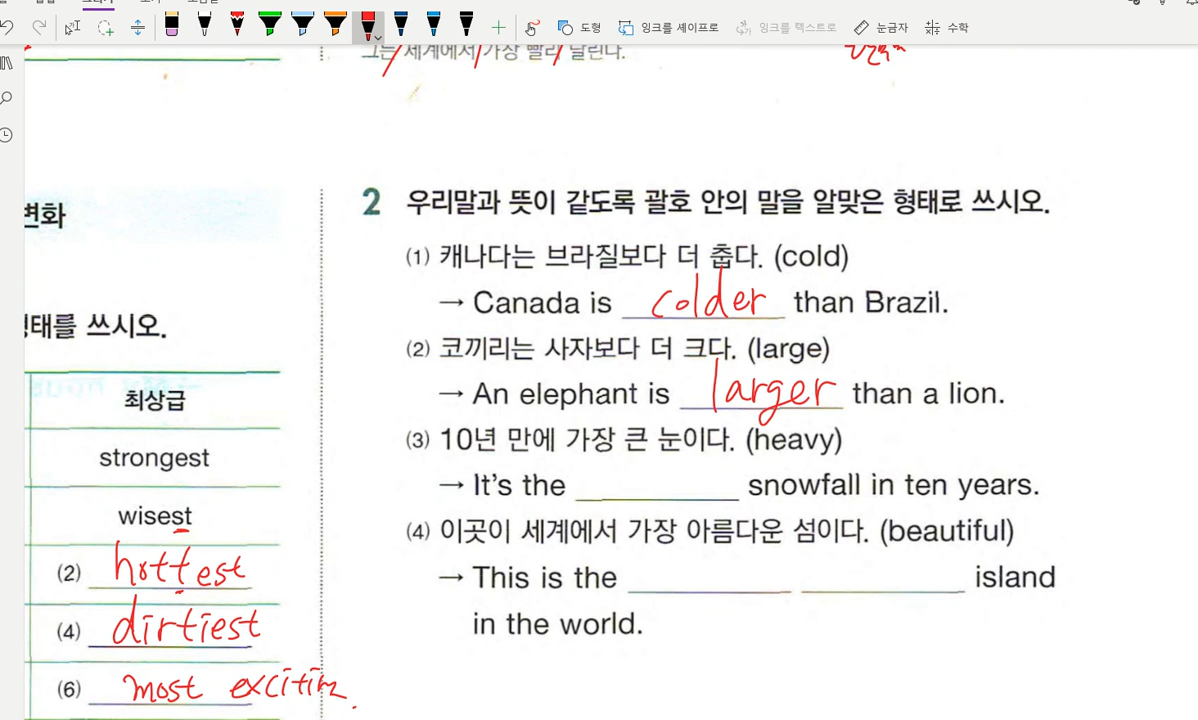 도형
잉크를 셰이프로
잉크를 텍스트로
눈금자
수학
그는 세계에서 가장 빨리 달린다.
변화
형태를 쓰시오.
최상급
strongest
wisest
(2) hottest
(4) dirtiest
(6) most exciting
2 우리말과 뜻이 같도록 괄호 안의 말을 알맞은 형태로 쓰시오.
(1) 캐나다는 브라질보다 더 춥다. (cold)
→ Canada is colder than Brazil.
(2) 코끼리는 사자보다 더 크다. (large)
→ An elephant is larger than a lion.
(3) 10년 만에 가장 큰 눈이다. (heavy)
→ It's the ________ snowfall in ten years.
(4) 이곳이 세계에서 가장 아름다운 섬이다. (beautiful)
→ This is the ________ ________ island
in the world.